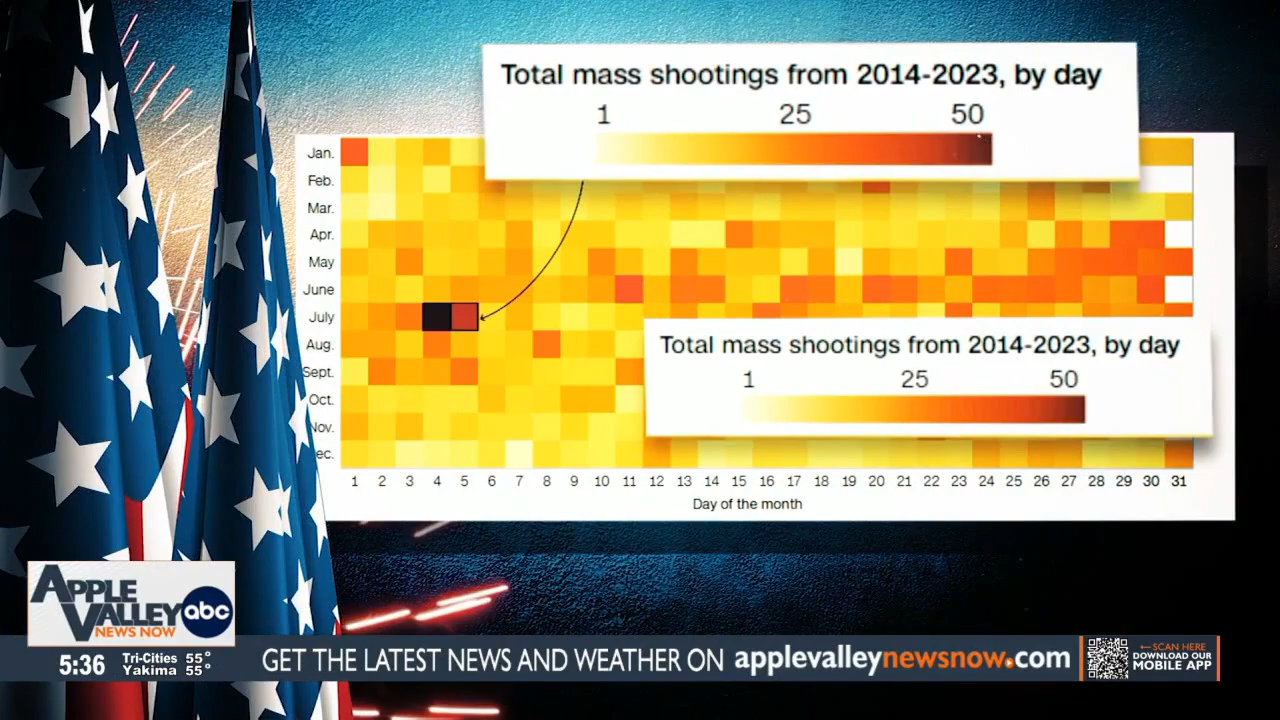 Total mass shootings from 2014-2023, by day
1 25 50
Jan.
Feb.
Mar.
Apr.
May
June
July
Aug.
Sept.
Oct.
Nov.
ec.
Total mass shootings from 2014-2023, by day
1 25 50
1 2 3 4 5 6 7 8 9 10 11 12 13 14 15 16 17 18 19 20 21 22 23 24 25 26 27 28 29 30 31
Day of the month
APPLE
VALLEY abc
NEWS NOW
5:36 Tri-Cities 55°
Yakima 55°
GET THE LATEST NEWS AND WEATHER ON applevalleynewsnow.com
SCAN HERE
DOWNLOAD OUR
MOBILE APP